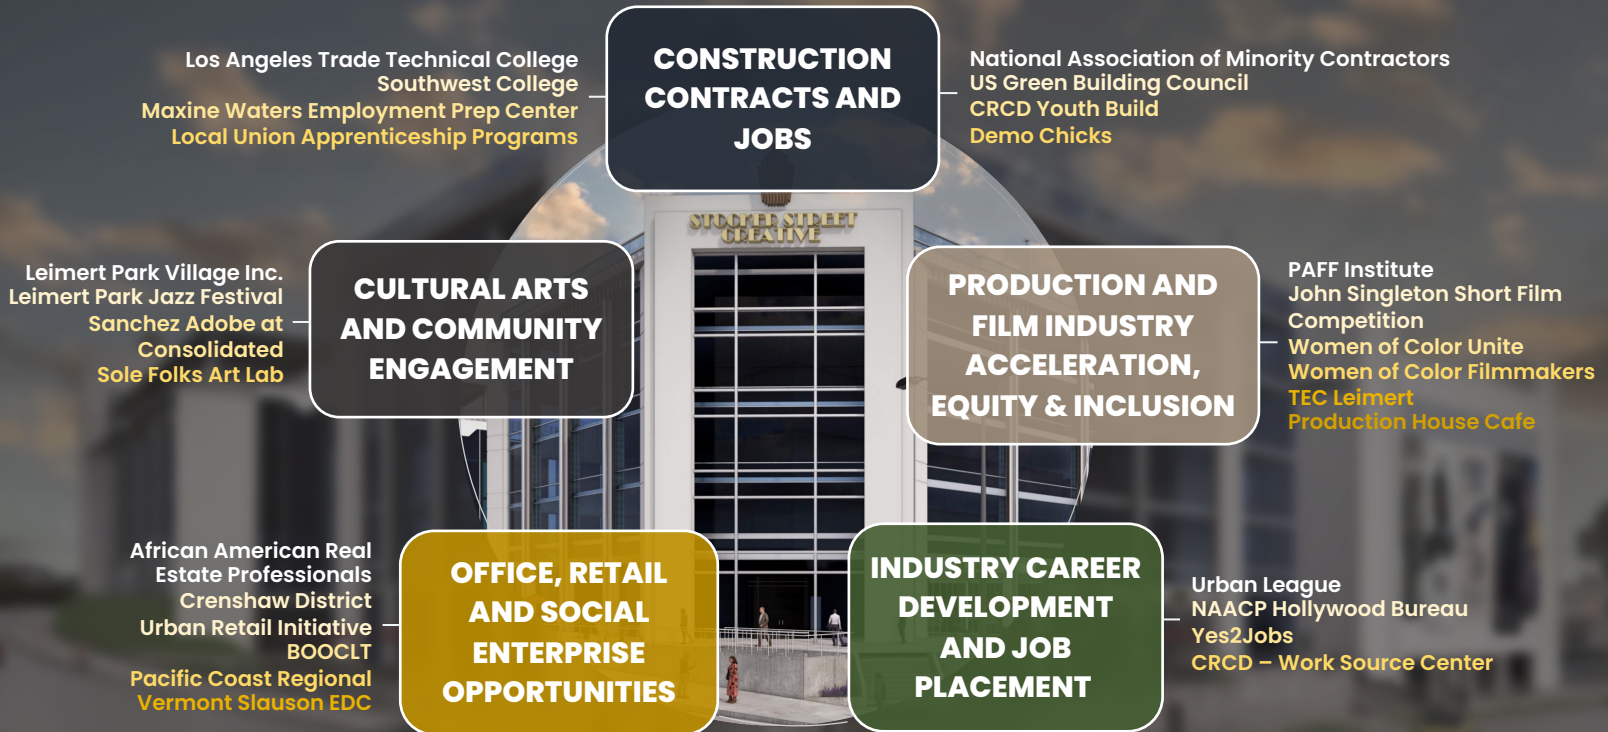 Los Angeles Trade Technical College
Southwest College
Maxine Waters Employment Prep Center
Local Union Apprenticeship Programs
CONSTRUCTION
CONTRACTS AND
JOBS
National Association of Minority Contractors
US Green Building Council
CRCD Youth Build
Demo Chicks
STOCKER STREET
CREATIVE
Leimert Park Village Inc.
Leimert Park Jazz Festival
Sanchez Adobe at
Consolidated
Sole Folks Art Lab
CULTURAL ARTS
AND COMMUNITY
ENGAGEMENT
PRODUCTION AND
FILM INDUSTRY
ACCELERATION,
EQUITY & INCLUSION
PAFF Institute
John Singleton Short Film
Competition
Women of Color Unite
Women of Color Filmmakers
TEC Leimert
Production House Cafe
African American Real
Estate Professionals
Crenshaw District
Urban Retail Initiative
BOOCLT
Pacific Coast Regional
Vermont Slauson EDC
OFFICE, RETAIL
AND SOCIAL
ENTERPRISE
OPPORTUNITIES
INDUSTRY CAREER
DEVELOPMENT
AND JOB
PLACEMENT
Urban League
NAACP Hollywood Bureau
Yes2Jobs
CRCD – Work Source Center